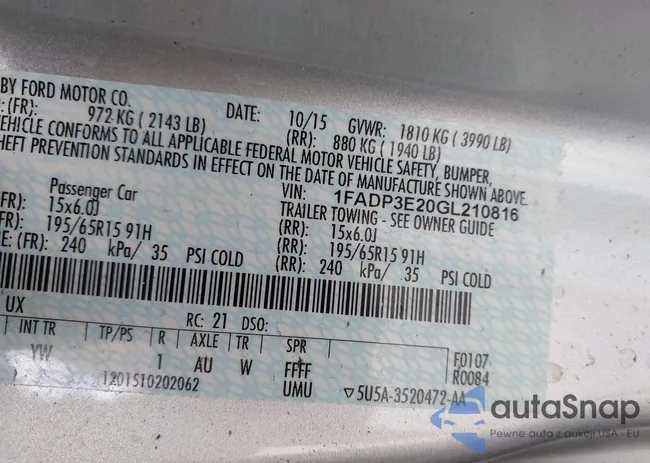 BY FORD MOTOR CO.
DATE: 10/15 GVWR: 1810 KG ( 3990 LB)
(FR): 972 KG ( 2143 LB) (RR): 880 KG ( 1940 LB)
VEHICLE CONFORMS TO ALL APPLICABLE FEDERAL MOTOR VEHICLE SAFETY, BUMPER,
THEFT PREVENTION STANDARDS IN EFFECT ON THE DATE OF MANUFACTURE SHOWN ABOVE.
VIN: 1FADP3E20GL210816
Passenger Car TRAILER TOWING - SEE OWNER GUIDE
(FR): 15x6.0J (RR): 15x6.0J
(FR): 195/65R15 91H (RR): 195/65R15 91H
E: (FR): 240 kPa/ 35 PSI COLD (RR): 240 kPa/ 35 PSI COLD
UX RC: 21 DSO:
INT TR TP/PS R AXLE TR SPR F0107
YW 1 AU W FFFF R0084
1201510202062 UMU ▽5U5A-3520472-AA
autaSnap
Pewne auta z aukcji USA i EU